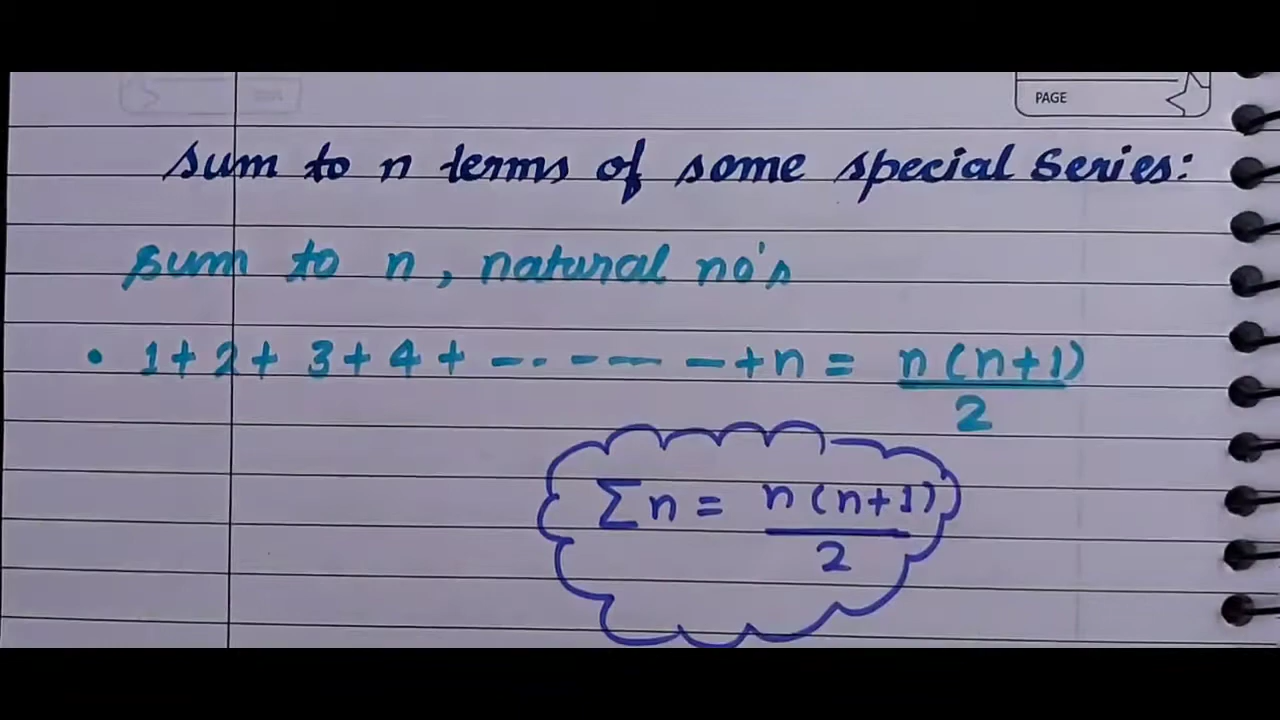 PAGE
sum to n terms of some special series:
sum to n, natural no's
• 1+2+3+4+ -------- +n = n(n+1)/2
Σn = n(n+1)/2